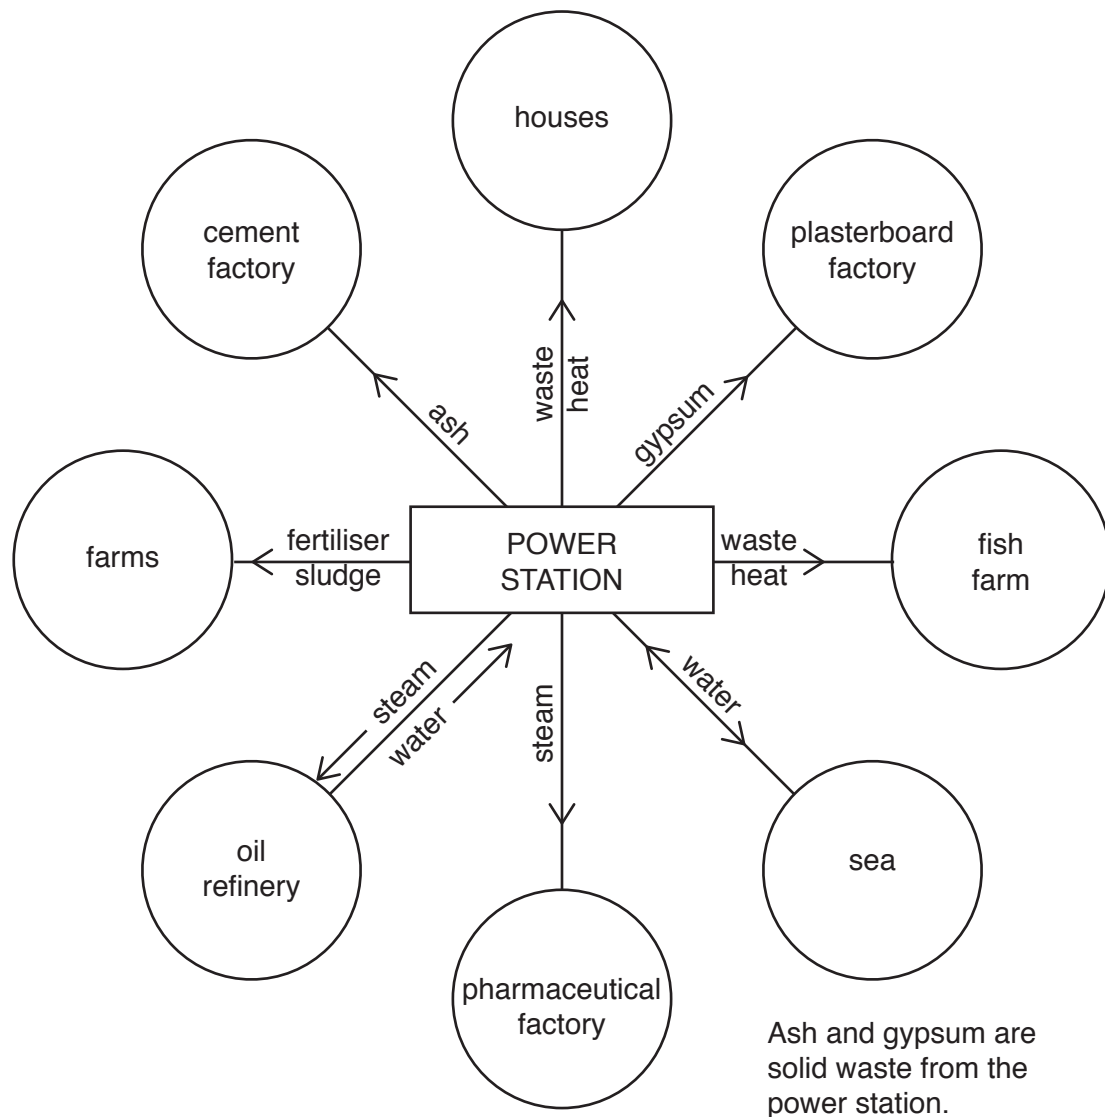 houses
cement
factory
plasterboard
factory
waste
heat
ash
gypsum
farms
fertiliser
sludge
POWER
STATION
waste
heat
fish
farm
steam
water
steam
water
oil
refinery
sea
pharmaceutical
factory
Ash and gypsum are
solid waste from the
power station.